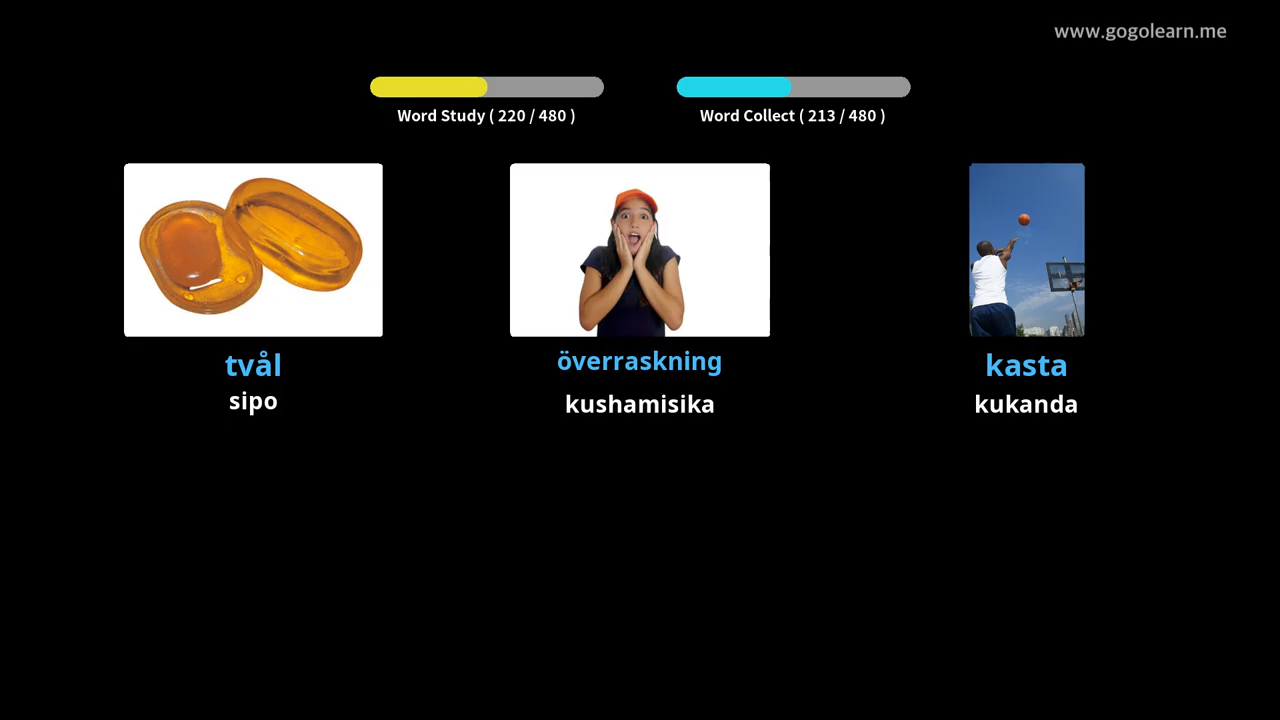 www.gogolearn.me
Word Study ( 220 / 480 )
Word Collect ( 213 / 480 )
tvål
överraskning
kasta
sipo
kushamisika
kukanda